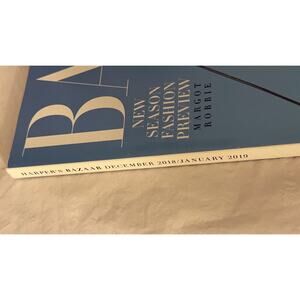 BA
NEW
SEASON
FASHION
PREVIEW
MARGOT
ROBBIE
HARPER'S BAZAAR DECEMBER 2018/JANUARY 2019